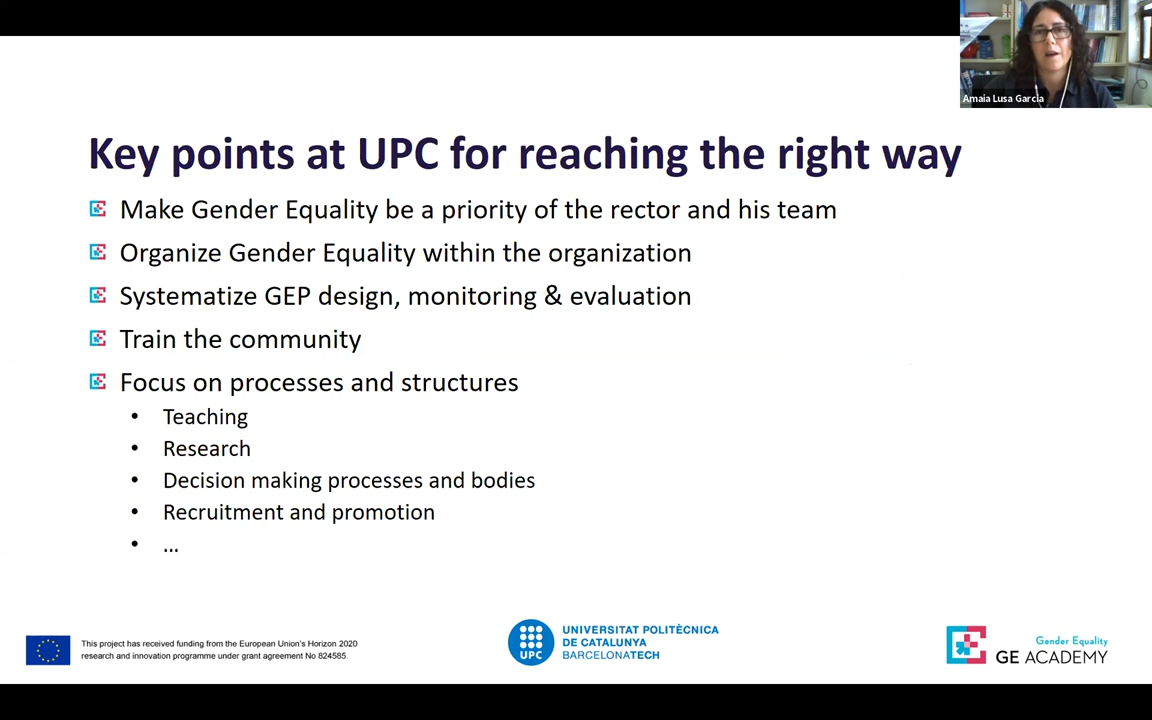 Amaia Lusa Garcia
Key points at UPC for reaching the right way
Make Gender Equality be a priority of the rector and his team
Organize Gender Equality within the organization
Systematize GEP design, monitoring & evaluation
Train the community
Focus on processes and structures
• Teaching
• Research
• Decision making processes and bodies
• Recruitment and promotion
• ...
This project has received funding from the European Union's Horizon 2020
research and innovation programme under grant agreement No 824585.
UPC
UNIVERSITAT POLITÈCNICA
DE CATALUNYA
BARCELONATECH
Gender Equality
GE ACADEMY